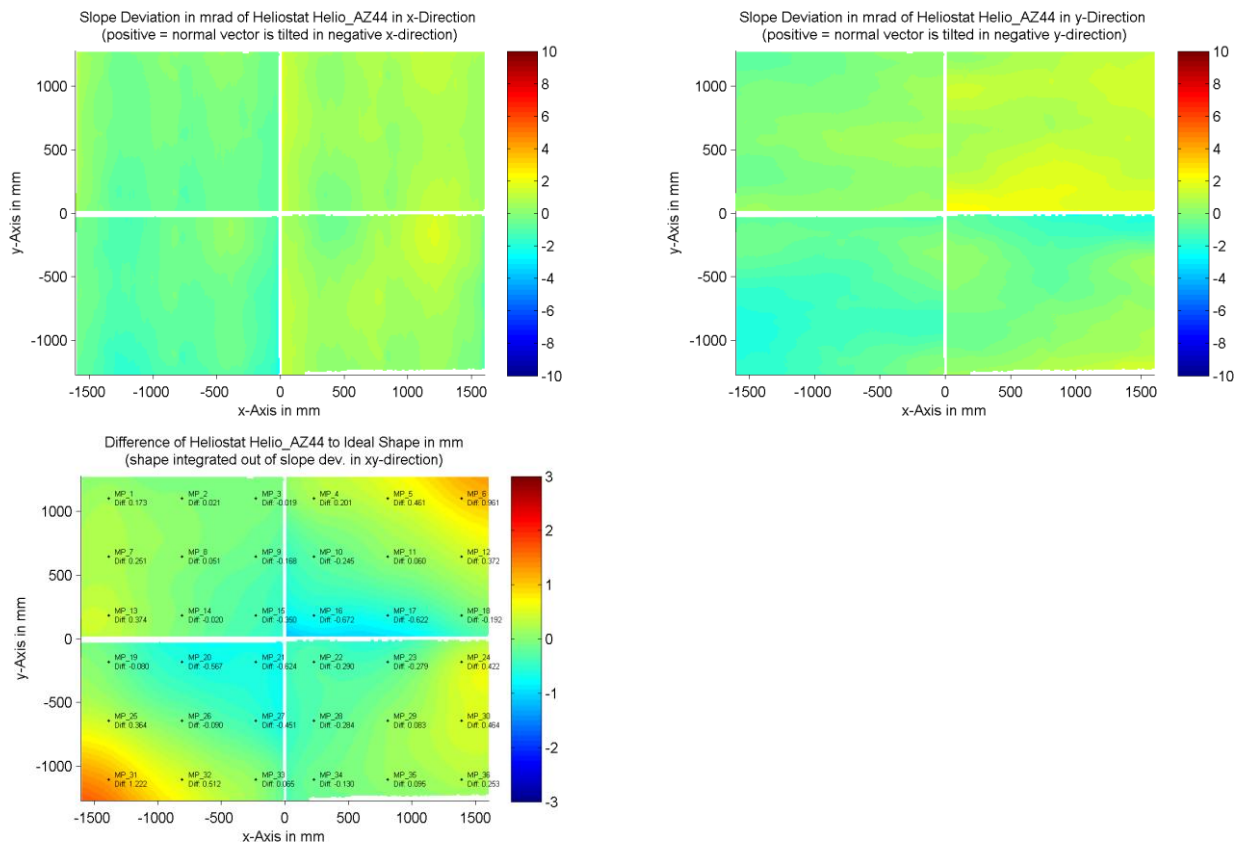 Slope Deviation in mrad of Heliostat Helio_AZ44 in x-Direction
(positive = normal vector is tilted in negative x-direction)
y-Axis in mm
1000
500
0
-500
-1000
-1500 -1000 -500 0 500 1000 1500
x-Axis in mm
10
8
6
4
2
0
-2
-4
-6
-8
-10
Slope Deviation in mrad of Heliostat Helio_AZ44 in y-Direction
(positive = normal vector is tilted in negative y-direction)
y-Axis in mm
1000
500
0
-500
-1000
-1500 -1000 -500 0 500 1000 1500
x-Axis in mm
10
8
6
4
2
0
-2
-4
-6
-8
-10
Difference of Heliostat Helio_AZ44 to Ideal Shape in mm
(shape integrated out of slope dev. in xy-direction)
y-Axis in mm
1000
500
0
-500
-1000
MP_1 MP_2 MP_3 MP_4 MP_5 MP_6
Diff: 0.173 Diff: 0.021 Diff: -0.019 Diff: 0.201 Diff: 0.461 Diff: 0.961
MP_7 MP_8 MP_9 MP_10 MP_11 MP_12
Diff: 0.251 Diff: 0.051 Diff: -0.168 Diff: -0.245 Diff: 0.060 Diff: 0.372
MP_13 MP_14 MP_15 MP_16 MP_17 MP_18
Diff: 0.374 Diff: -0.020 Diff: Diff: -0.672 Diff: -0.622 Diff: -0.192
MP_19 MP_20 MP_21 MP_22 MP_23 MP_24
Diff: -0.080 Diff: -0.567 Diff: -0.624 Diff: -0.290 Diff: -0.279 Diff: 0.422
MP_25 MP_26 MP_27 MP_28 MP_29 MP_30
Diff: 0.364 Diff: -0.090 Diff: -0.451 Diff: -0.284 Diff: 0.083 Diff: 0.464
MP_31 MP_32 MP_33 MP_34 MP_35 MP_36
Diff: 1.222 Diff: 0.512 Diff: 0.065 Diff: -0.130 Diff: 0.095 Diff: 0.253
-1500 -1000 -500 0 500 1000 1500
x-Axis in mm
3
2
1
0
-1
-2
-3